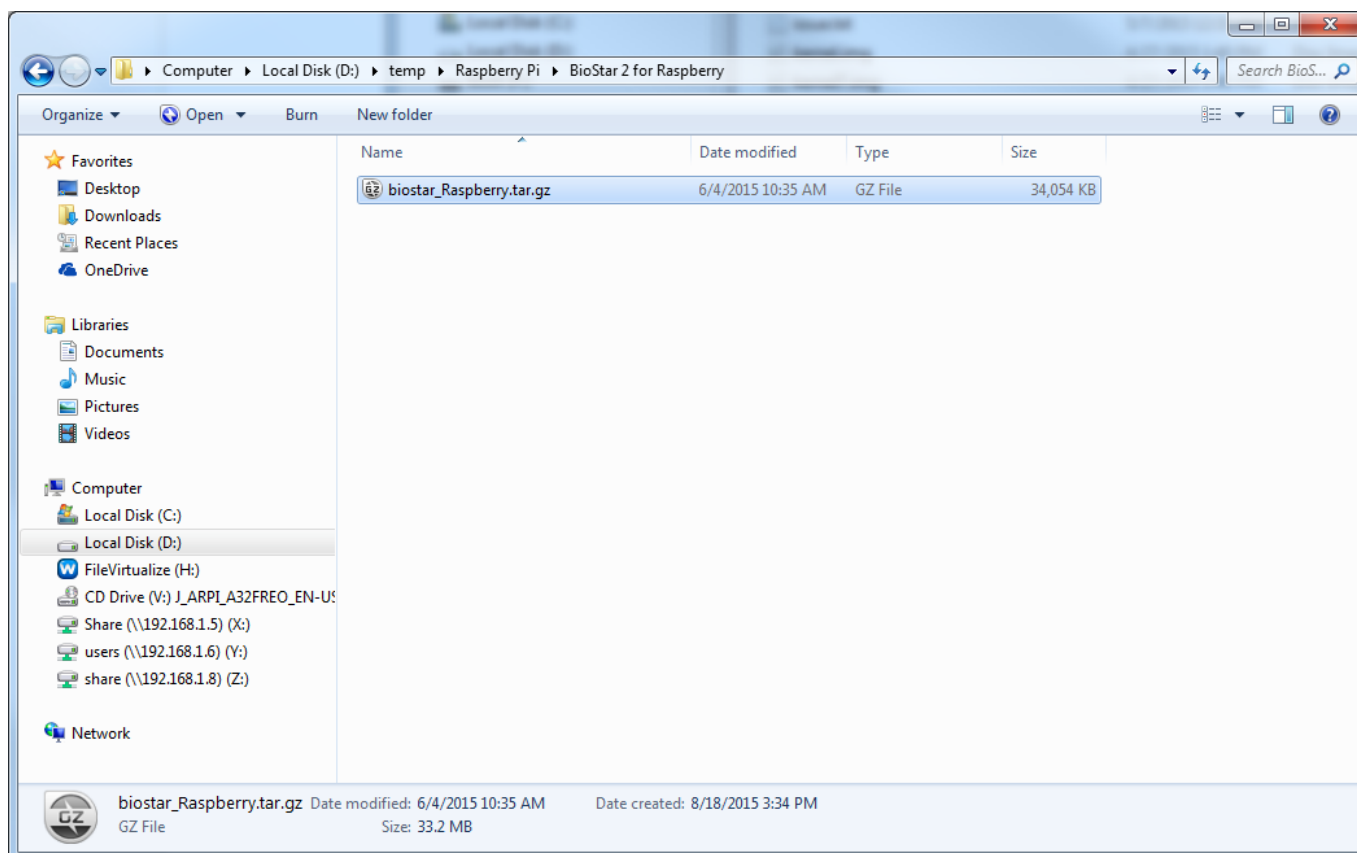 Computer ▸ Local Disk (D:) ▸ temp ▸ Raspberry Pi ▸ BioStar 2 for Raspberry
Search BioS...
Organize Open Burn New folder
Favorites
Desktop
Downloads
Recent Places
OneDrive
Libraries
Documents
Music
Pictures
Videos
Computer
Local Disk (C:)
Local Disk (D:)
FileVirtualize (H:)
CD Drive (V:) J_ARPI_A32FREO_EN-US
Share (\\192.168.1.5) (X:)
users (\\192.168.1.6) (Y:)
share (\\192.168.1.8) (Z:)
Network
Name Date modified Type Size
biostar_Raspberry.tar.gz 6/4/2015 10:35 AM GZ File 34,054 KB
GZ
biostar_Raspberry.tar.gz Date modified: 6/4/2015 10:35 AM Date created: 8/18/2015 3:34 PM
GZ File Size: 33.2 MB